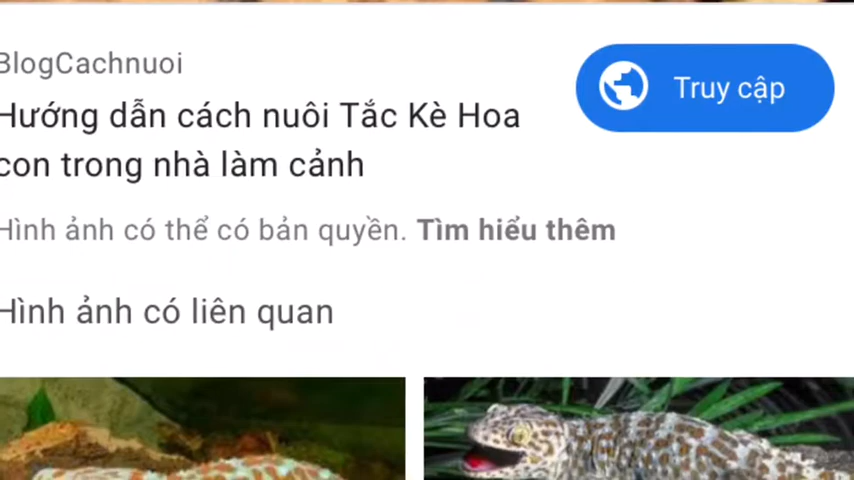 BlogCachnuoi
Truy cập
Hướng dẫn cách nuôi Tắc Kè Hoa
con trong nhà làm cảnh
Hình ảnh có thể có bản quyền. Tìm hiểu thêm
Hình ảnh có liên quan